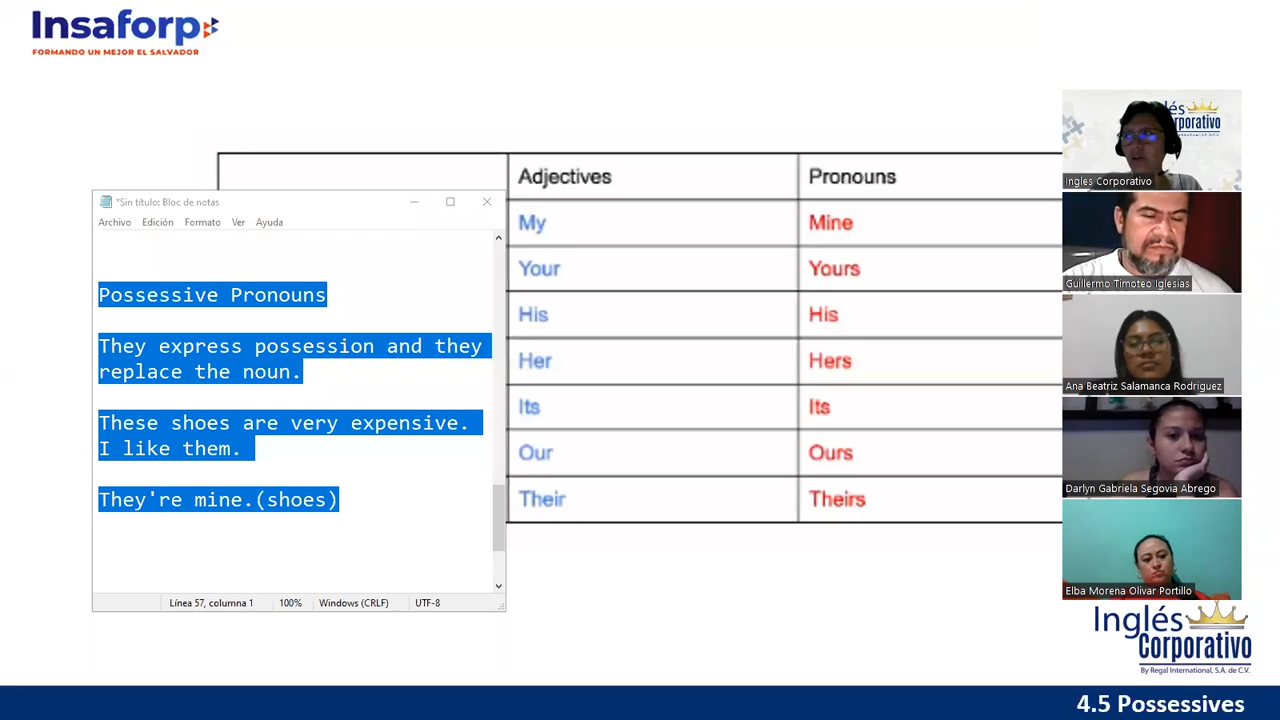 Insaforp
FORMANDO UN MEJOR EL SALVADOR
*Sin título: Bloc de notas
Archivo Edición Formato Ver Ayuda
Possessive Pronouns
They express possession and they
replace the noun.
These shoes are very expensive.
I like them.
They're mine.(shoes)
Línea 57, columna 1 100% Windows (CRLF) UTF-8
Adjectives Pronouns
My Mine
Your Yours
His His
Her Hers
Its Its
Our Ours
Their Theirs
Ingles Corporativo
Guillermo Timoteo Iglesias
Ana Beatriz Salamanca Rodriguez
Darlyn Gabriela Segovia Abrego
Elba Morena Olivar Portillo
Inglés
Corporativo
By Regal International, S.A. de C.V.
4.5 Possessives